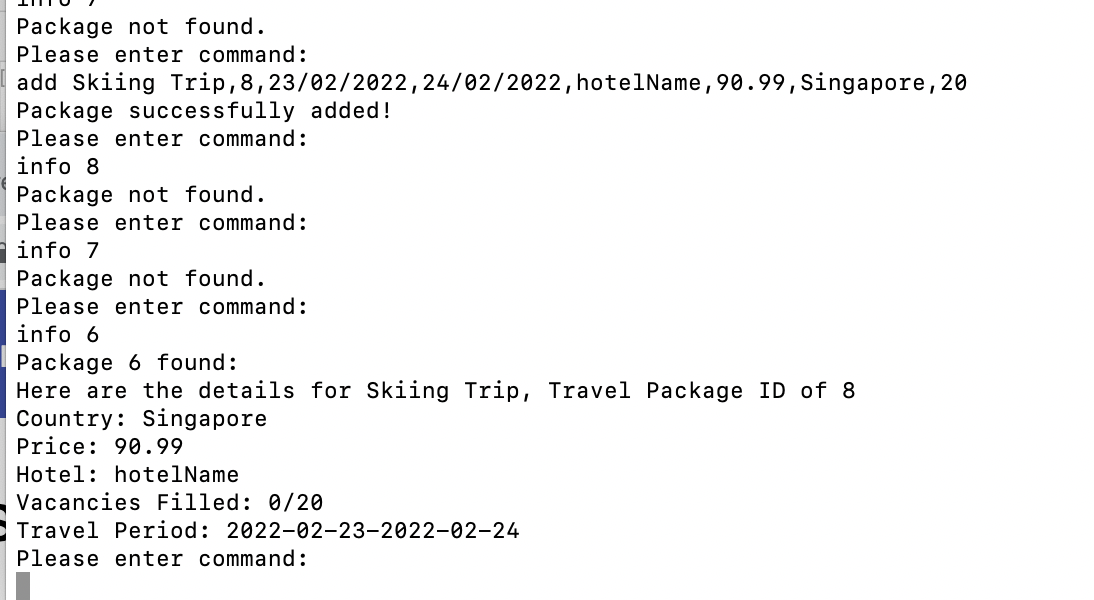 info 7
Package not found.
Please enter command:
add Skiing Trip,8,23/02/2022,24/02/2022,hotelName,90.99,Singapore,20
Package successfully added!
Please enter command:
info 8
Package not found.
Please enter command:
info 7
Package not found.
Please enter command:
info 6
Package 6 found:
Here are the details for Skiing Trip, Travel Package ID of 8
Country: Singapore
Price: 90.99
Hotel: hotelName
Vacancies Filled: 0/20
Travel Period: 2022-02-23-2022-02-24
Please enter command: